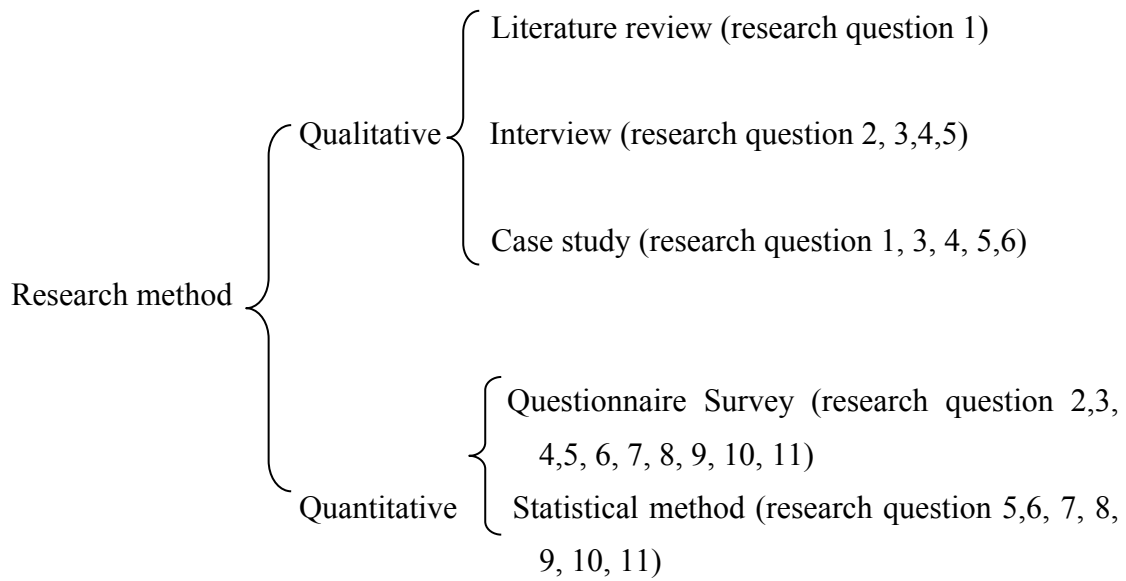 Literature review (research question 1)
Qualitative
Interview (research question 2, 3,4,5)
Case study (research question 1, 3, 4, 5,6)
Research method
Questionnaire Survey (research question 2,3,
4,5, 6, 7, 8, 9, 10, 11)
Quantitative
Statistical method (research question 5,6, 7, 8,
9, 10, 11)